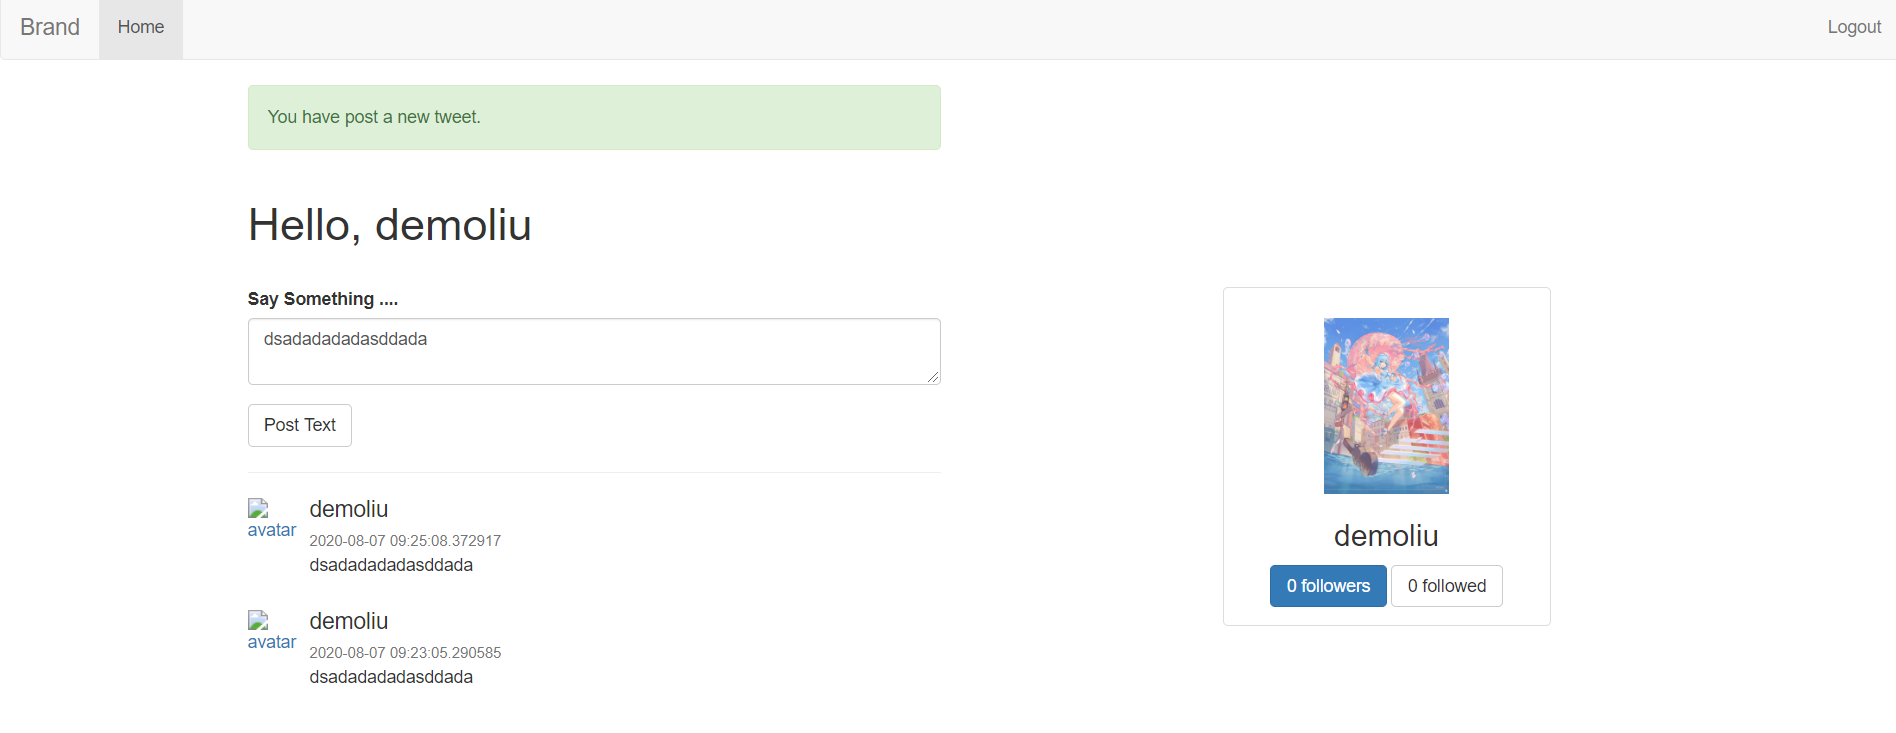 Brand Home Logout
You have post a new tweet.
Hello, demoliu
Say Something ....
dsadadadadasddada
Post Text
avatar
demoliu
2020-08-07 09:25:08.372917
dsadadadadasddada
avatar
demoliu
2020-08-07 09:23:05.290585
dsadadadadasddada
demoliu
0 followers 0 followed